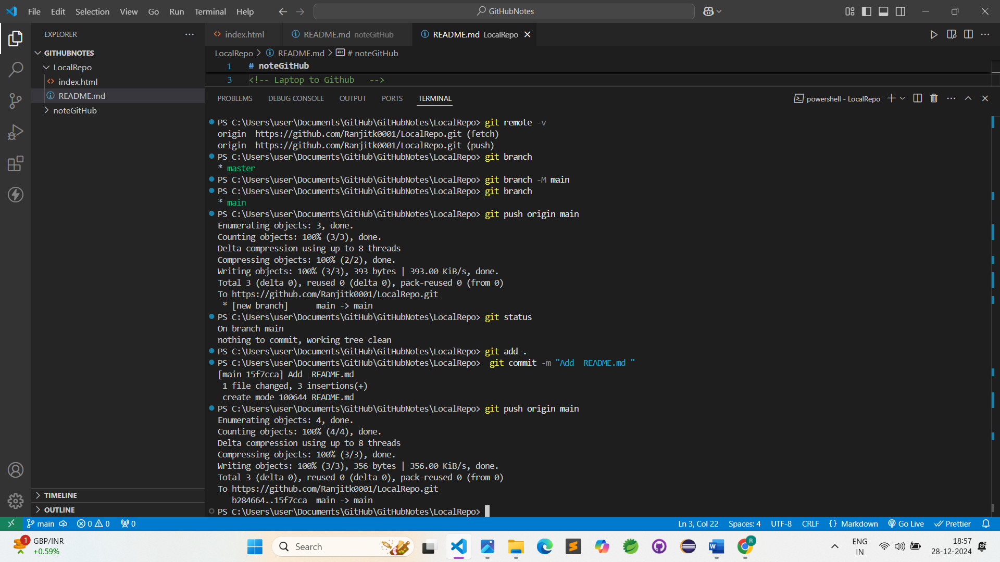 File Edit Selection View Go Run Terminal Help
GitHubNotes
EXPLORER
GITHUBNOTES
LocalRepo
index.html
README.md
noteGitHub
TIMELINE
OUTLINE
index.html
README.md noteGitHub
README.md LocalRepo
LocalRepo > README.md > # noteGitHub
1 # noteGitHub
3 <!-- Laptop to Github   -->
PROBLEMS DEBUG CONSOLE OUTPUT PORTS TERMINAL
powershell - LocalRepo
PS C:\Users\user\Documents\GitHub\GitHubNotes\LocalRepo> git remote -v
origin  https://github.com/Ranjitk0001/LocalRepo.git (fetch)
origin  https://github.com/Ranjitk0001/LocalRepo.git (push)
PS C:\Users\user\Documents\GitHub\GitHubNotes\LocalRepo> git branch
* master
PS C:\Users\user\Documents\GitHub\GitHubNotes\LocalRepo> git branch -M main
PS C:\Users\user\Documents\GitHub\GitHubNotes\LocalRepo> git branch
* main
PS C:\Users\user\Documents\GitHub\GitHubNotes\LocalRepo> git push origin main
Enumerating objects: 3, done.
Counting objects: 100% (3/3), done.
Delta compression using up to 8 threads
Compressing objects: 100% (2/2), done.
Writing objects: 100% (3/3), 393 bytes | 393.00 KiB/s, done.
Total 3 (delta 0), reused 0 (delta 0), pack-reused 0 (from 0)
To https://github.com/Ranjitk0001/LocalRepo.git
 * [new branch]      main -> main
PS C:\Users\user\Documents\GitHub\GitHubNotes\LocalRepo> git status
On branch main
nothing to commit, working tree clean
PS C:\Users\user\Documents\GitHub\GitHubNotes\LocalRepo> git add .
PS C:\Users\user\Documents\GitHub\GitHubNotes\LocalRepo>  git commit -m "Add  README.md "
[main 15f7cca] Add  README.md
 1 file changed, 3 insertions(+)
 create mode 100644 README.md
PS C:\Users\user\Documents\GitHub\GitHubNotes\LocalRepo> git push origin main
Enumerating objects: 4, done.
Counting objects: 100% (4/4), done.
Delta compression using up to 8 threads
Compressing objects: 100% (3/3), done.
Writing objects: 100% (3/3), 356 bytes | 356.00 KiB/s, done.
Total 3 (delta 0), reused 0 (delta 0), pack-reused 0 (from 0)
To https://github.com/Ranjitk0001/LocalRepo.git
   b284664..15f7cca  main -> main
PS C:\Users\user\Documents\GitHub\GitHubNotes\LocalRepo>
main 0 0 0 Ln 3, Col 22 Spaces: 4 UTF-8 CRLF {} Markdown Go Live Prettier
1 GBP/INR
+0.59%
Search
R
ENG
IN
18:57
28-12-2024